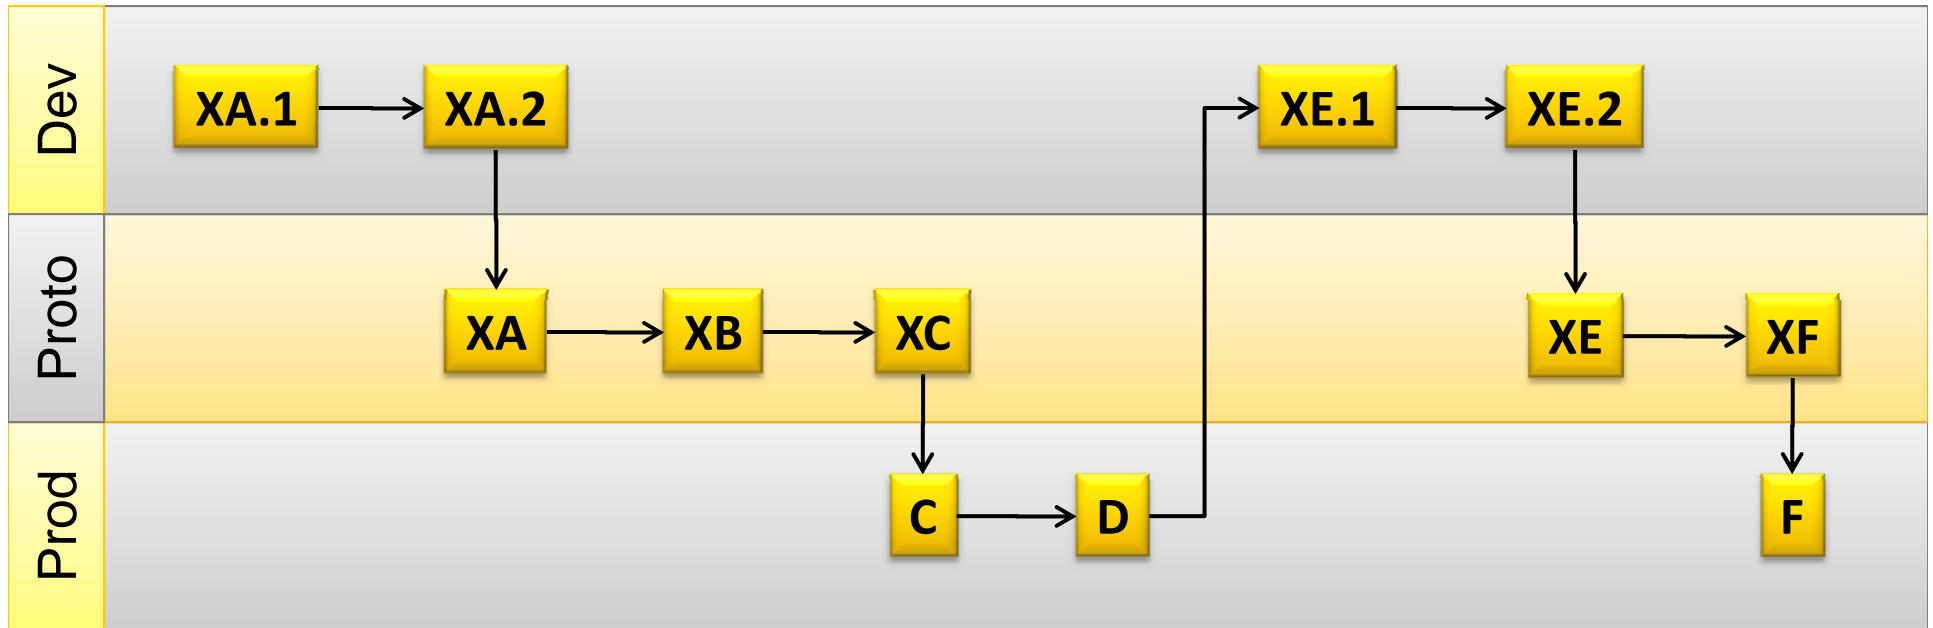 Dev
XA.1
XA.2
XE.1
XE.2
Proto
XA
XB
XC
XE
XF
Prod
C
D
F